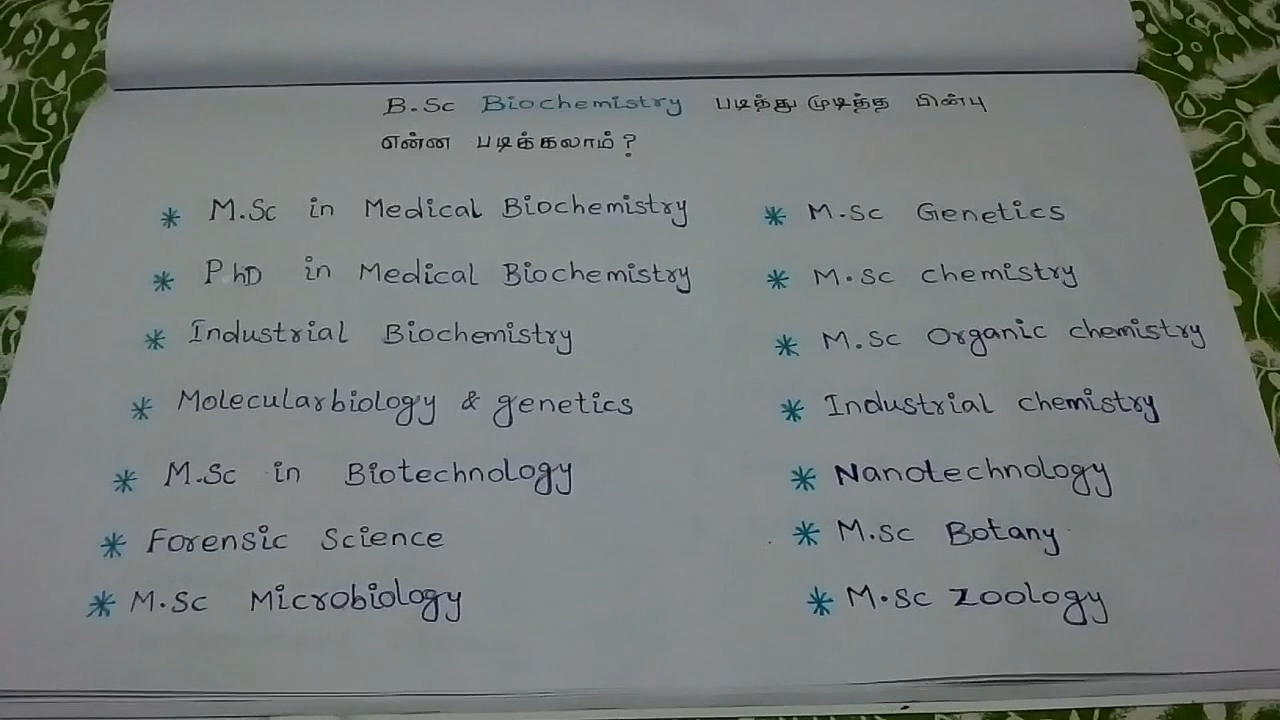 B.Sc Biochemistry படித்து முடித்த பின்பு
என்ன படிக்கலாம்?
* M.Sc in Medical Biochemistry
* PhD in Medical Biochemistry
* Industrial Biochemistry
* Molecularbiology & genetics
* M.Sc in Biotechnology
* Forensic Science
* M.Sc Microbiology
* M.Sc Genetics
* M.Sc chemistry
* M.Sc Organic chemistry
* Industrial chemistry
* Nanotechnology
* M.Sc Botany
* M.Sc zoology